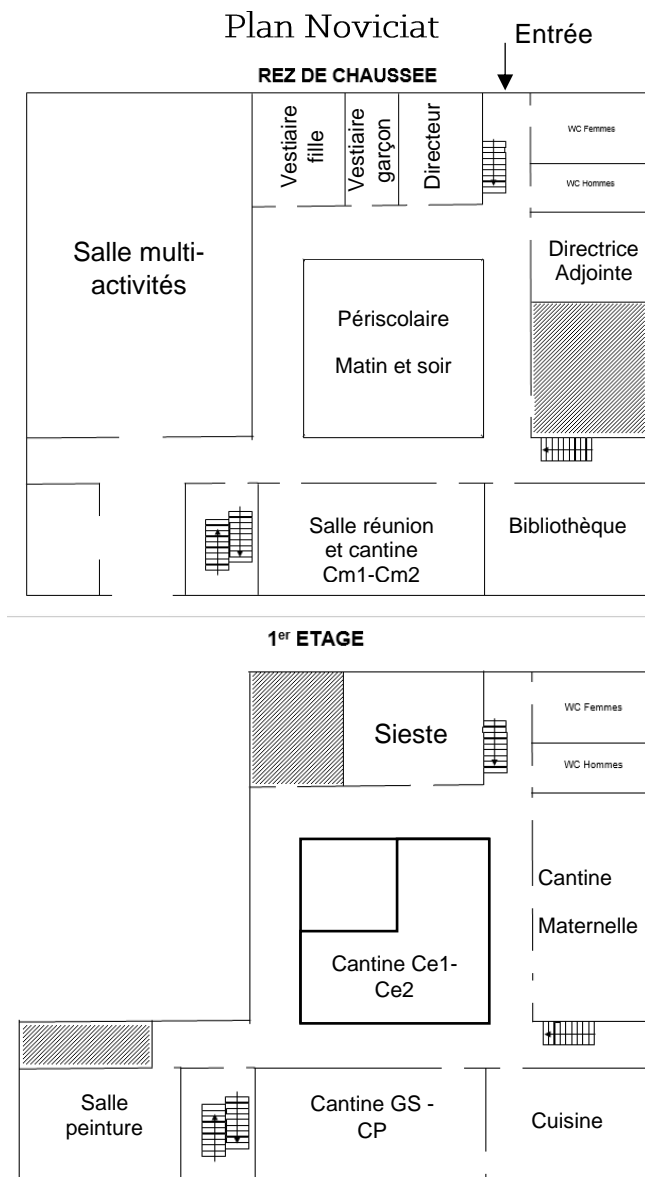 Plan Noviciat
Entrée
REZ DE CHAUSSEE
Vestiaire
fille
Vestiaire
garçon
Directeur
WC Femmes
WC Hommes
Salle multi-
activités
Directrice
Adjointe
Périscolaire
Matin et soir
Salle réunion
et cantine
Cm1-Cm2
Bibliothèque
1er ETAGE
Sieste
WC Femmes
WC Hommes
Cantine
Maternelle
Cantine Ce1-
Ce2
Salle
peinture
Cantine GS -
CP
Cuisine